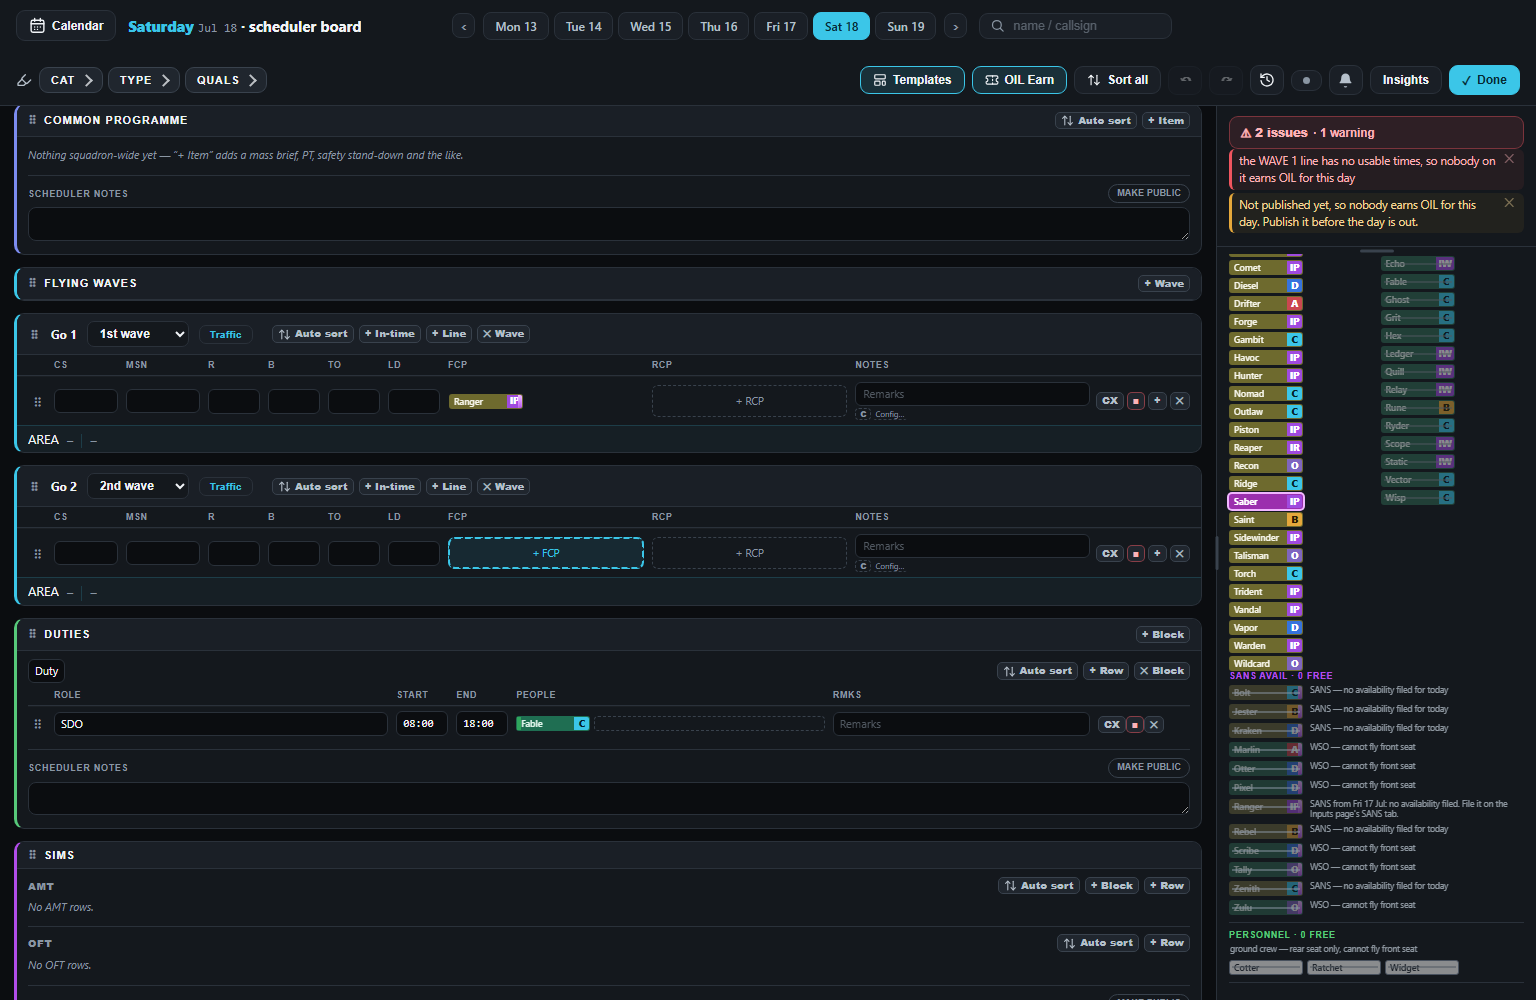 Calendar
Saturday Jul 18 · scheduler board
‹ Mon 13 Tue 14 Wed 15 Thu 16 Fri 17 Sat 18 Sun 19 ›
name / callsign
CAT TYPE QUALS
Templates OIL Earn Sort all Insights ✓ Done
COMMON PROGRAMME
Auto sort + Item
Nothing squadron-wide yet — "+ Item" adds a mass brief, PT, safety stand-down and the like.
SCHEDULER NOTES MAKE PUBLIC
FLYING WAVES + Wave
Go 1 1st wave Traffic Auto sort + In-time + Line ✕ Wave
CS MSN R B TO LD FCP RCP NOTES
Ranger IP + RCP Remarks CX + ✕
C Config...
AREA – –
Go 2 2nd wave Traffic Auto sort + In-time + Line ✕ Wave
CS MSN R B TO LD FCP RCP NOTES
+ FCP + RCP Remarks CX + ✕
C Config...
AREA – –
DUTIES + Block
Duty Auto sort + Row ✕ Block
ROLE START END PEOPLE RMKS
SDO 08:00 18:00 Fable C Remarks CX ✕
SCHEDULER NOTES MAKE PUBLIC
SIMS
AMT Auto sort + Block + Row
No AMT rows.
OFT Auto sort + Row
No OFT rows.
⚠ 2 issues · 1 warning
the WAVE 1 line has no usable times, so nobody on
it earns OIL for this day
Not published yet, so nobody earns OIL for this
day. Publish it before the day is out.
Comet IP
Diesel D
Drifter A
Forge IP
Gambit C
Havoc IP
Hunter IP
Nomad C
Outlaw C
Piston IP
Reaper IR
Recon O
Ridge C
Saber IP
Saint B
Sidewinder IP
Talisman O
Torch C
Trident IP
Vandal IP
Vapor D
Warden IP
Wildcard O
Echo IW
Fable C
Ghost C
Grit C
Hex C
Ledger IW
Quill IW
Relay IW
Rune B
Ryder C
Scope IW
Static IW
Vector C
Wisp C
SANS AVAIL · 0 FREE
Bolt C SANS — no availability filed for today
Jester B SANS — no availability filed for today
Kraken D SANS — no availability filed for today
Marlin A WSO — cannot fly front seat
Otter D WSO — cannot fly front seat
Pixel D WSO — cannot fly front seat
Ranger IP SANS from Fri 17 Jul: no availability filed. File it on the
Inputs page's SANS tab.
Rebel B SANS — no availability filed for today
Scribe D WSO — cannot fly front seat
Tally O WSO — cannot fly front seat
Zenith C SANS — no availability filed for today
Zulu O WSO — cannot fly front seat
PERSONNEL · 0 FREE
ground crew — rear seat only, cannot fly front seat
Cotter Ratchet Widget